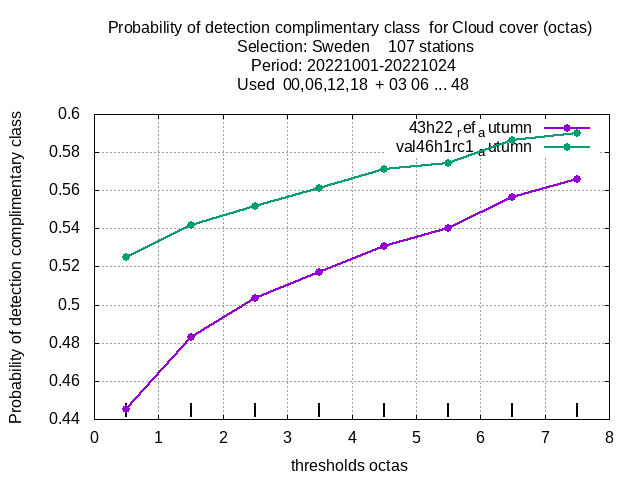 Probability of detection complimentary class  for Cloud cover (octas)
Selection: Sweden    107 stations
Period: 20221001-20221024
Used  00,06,12,18  + 03 06 ... 48
43h22 ref a utumn
val46h1rc1 a utumn
0.6
0.58
0.56
0.54
0.52
0.5
0.48
0.46
0.44
Probability of detection complimentary class
0 1 2 3 4 5 6 7 8
thresholds octas